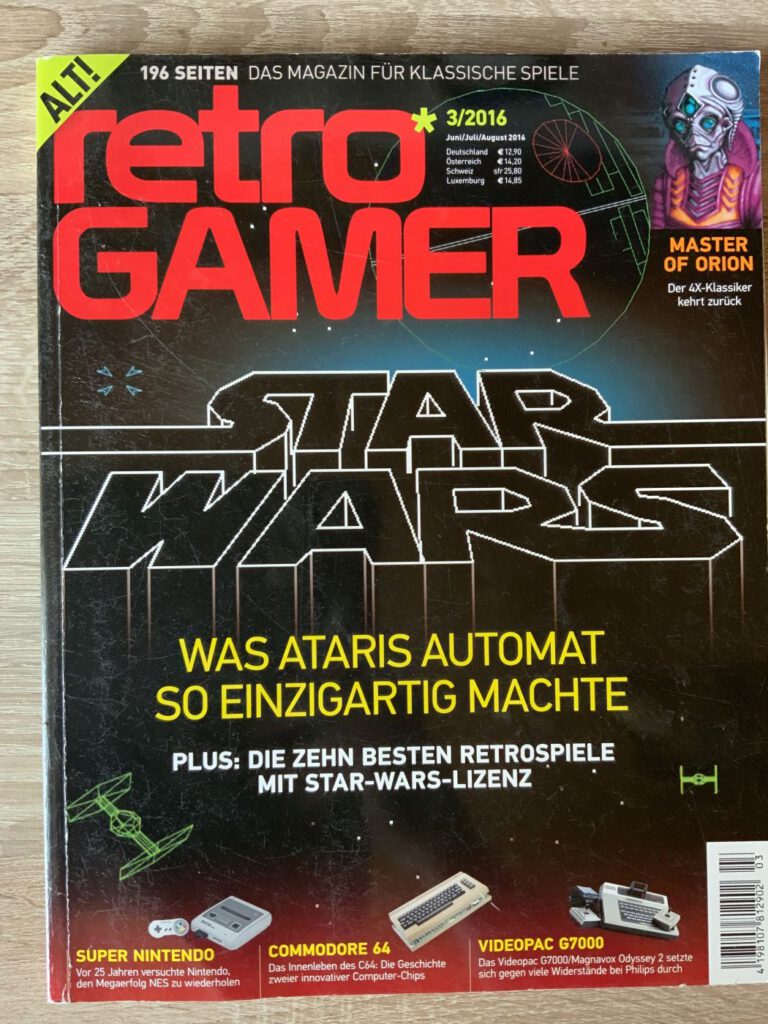 ALT!
196 SEITEN DAS MAGAZIN FÜR KLASSISCHE SPIELE
retro
GAMER
3/2016
Juni/Juli/August 2016
Deutschland € 12,90
Österreich € 14,20
Schweiz sfr 25,80
Luxemburg € 14,85
MASTER
OF ORION
Der 4X-Klassiker
kehrt zurück
STAR
WARS
WAS ATARIS AUTOMAT
SO EINZIGARTIG MACHTE
PLUS: DIE ZEHN BESTEN RETROSPIELE
MIT STAR-WARS-LIZENZ
SUPER NINTENDO
Vor 25 Jahren versuchte Nintendo,
den Megaerfolg NES zu wiederholen
COMMODORE 64
Das Innenleben des C64: Die Geschichte
zweier innovativer Computer-Chips
VIDEOPAC G7000
Das Videopac G7000/Magnavox Odyssey 2 setzte
sich gegen viele Widerstände bei Philips durch
4 198107 812902 03